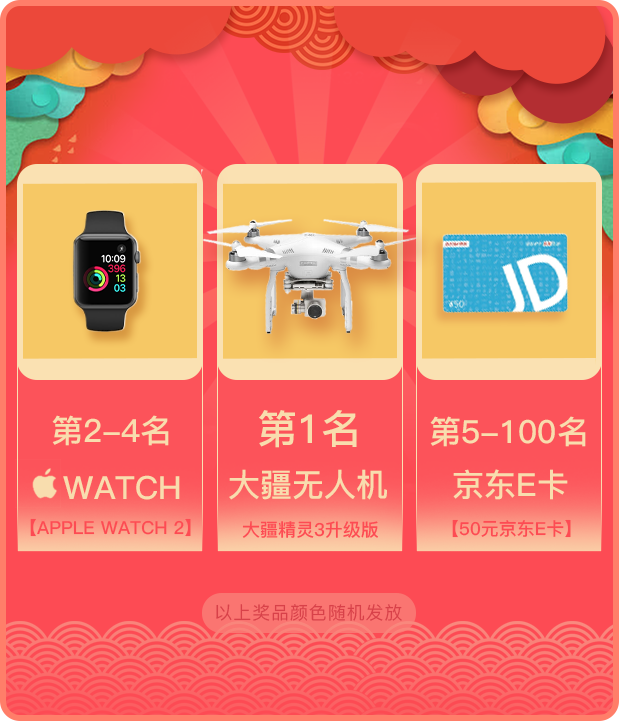 10:09
396
13
03
JD
50
第2-4名
WATCH
【APPLE WATCH 2】
第1名
大疆无人机
大疆精灵3升级版
第5-100名
京东E卡
【50元京东E卡】
以上奖品颜色随机发放